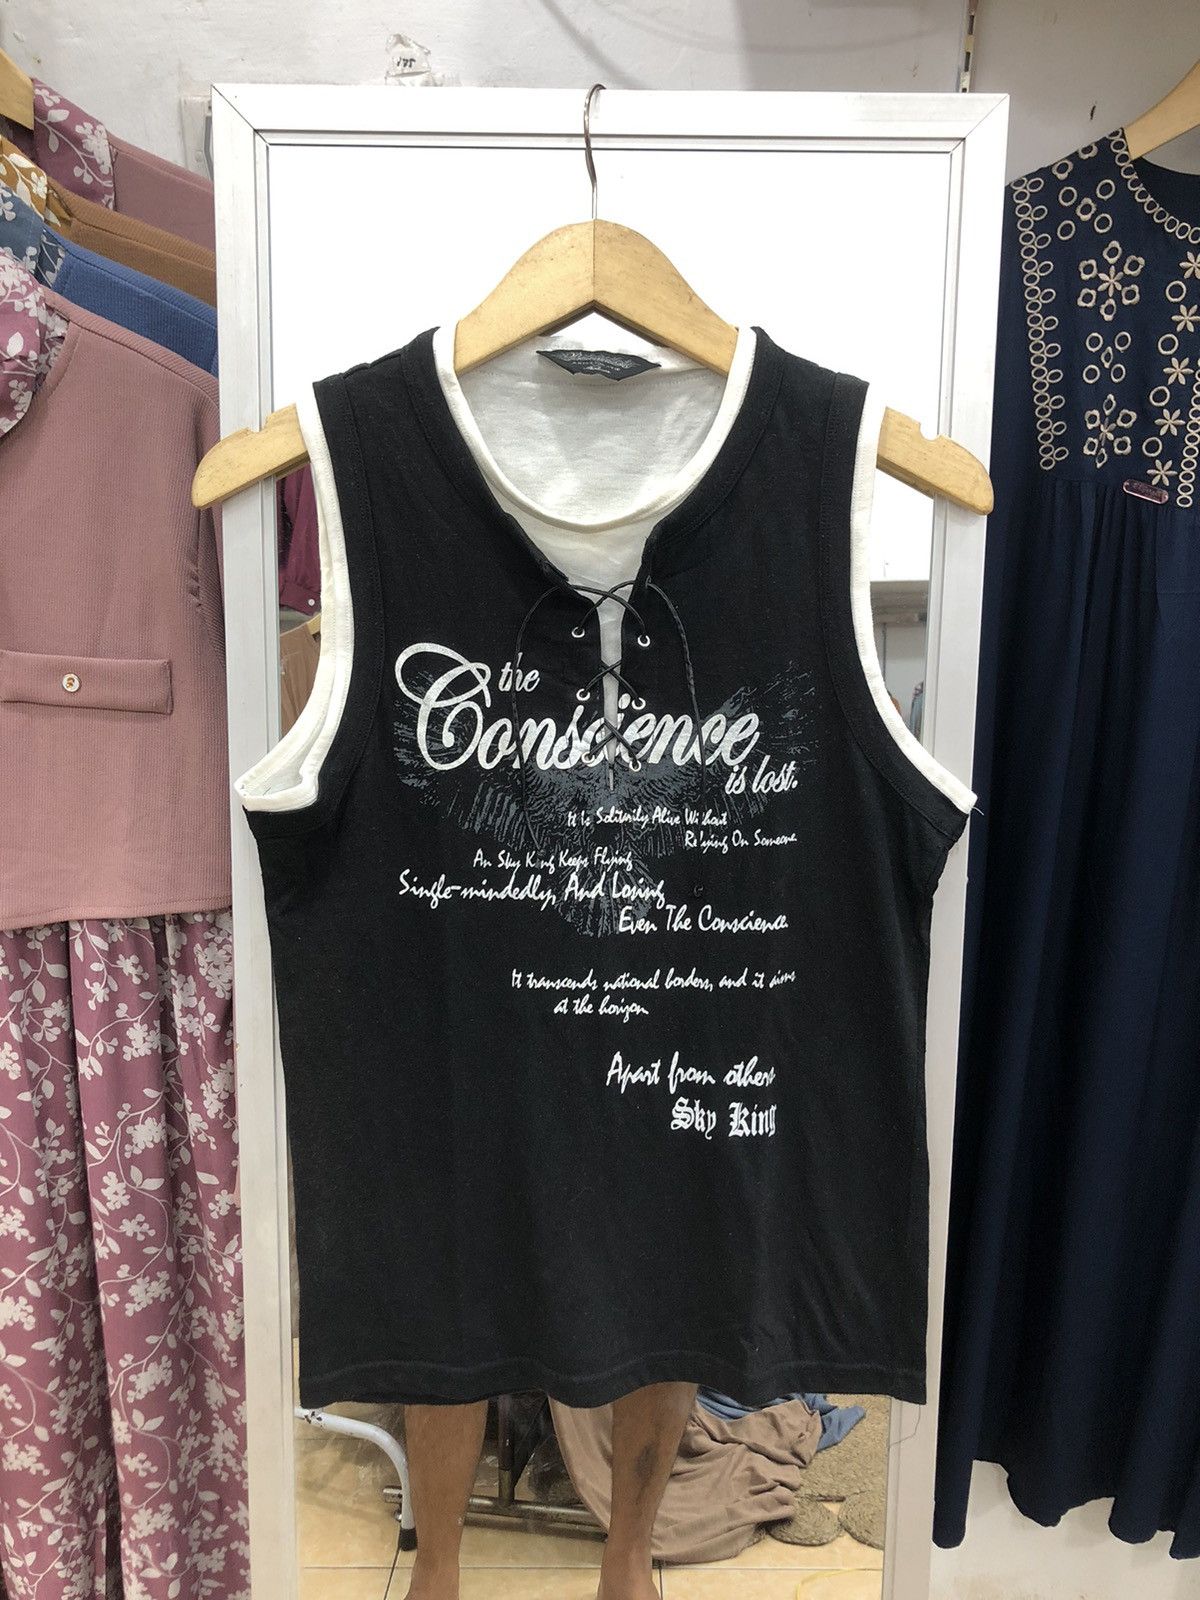 the
Conscience
is lost.
It Is Soliterily Alive Without
Relying On Someone
An Sky King Keeps Flying
Single-mindedly, And Losing
Even The Conscience
It transcends national borders, and it aims
at the horizon
Apart from others
Sky King